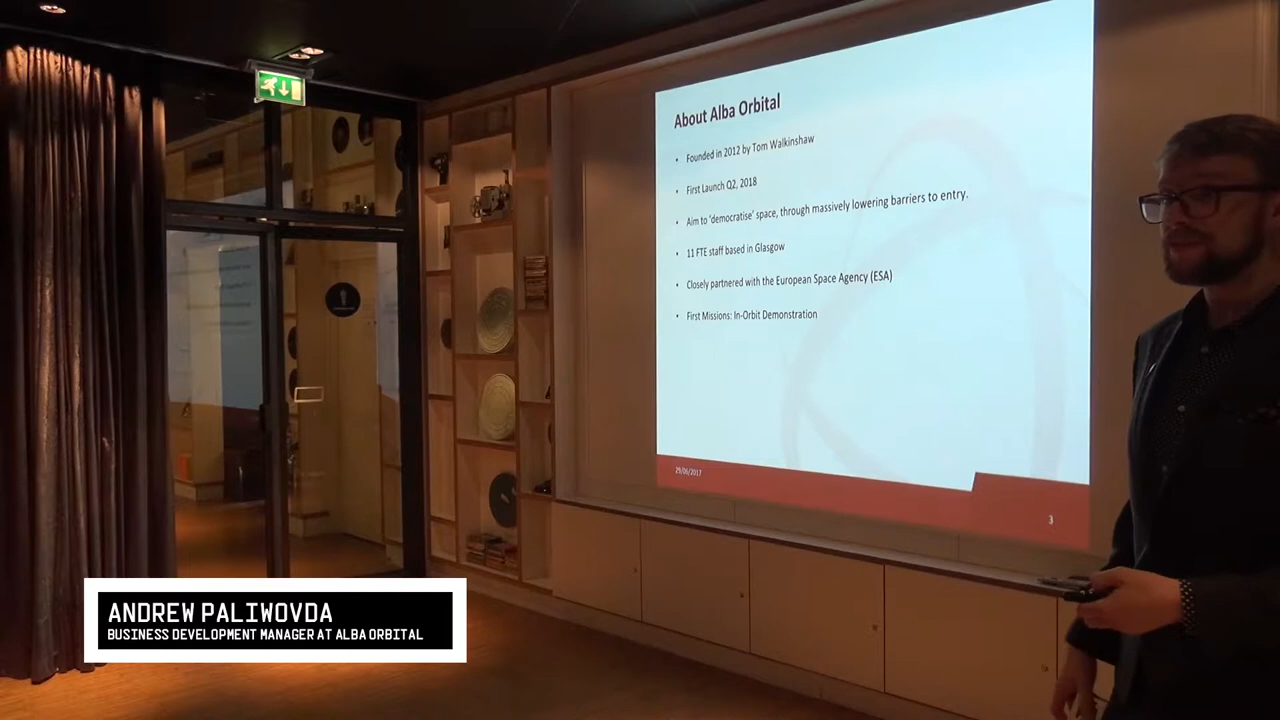 About Alba Orbital
• Founded in 2012 by Tom Walkinshaw
• First Launch Q2, 2018
• Aim to 'democratise' space, through massively lowering barriers to entry.
• 11 FTE staff based in Glasgow
• Closely partnered with the European Space Agency (ESA)
• First Missions: In-Orbit Demonstration
29/06/2017
3
ANDREW PALIWOVDA
BUSINESS DEVELOPMENT MANAGER AT ALBA ORBITAL